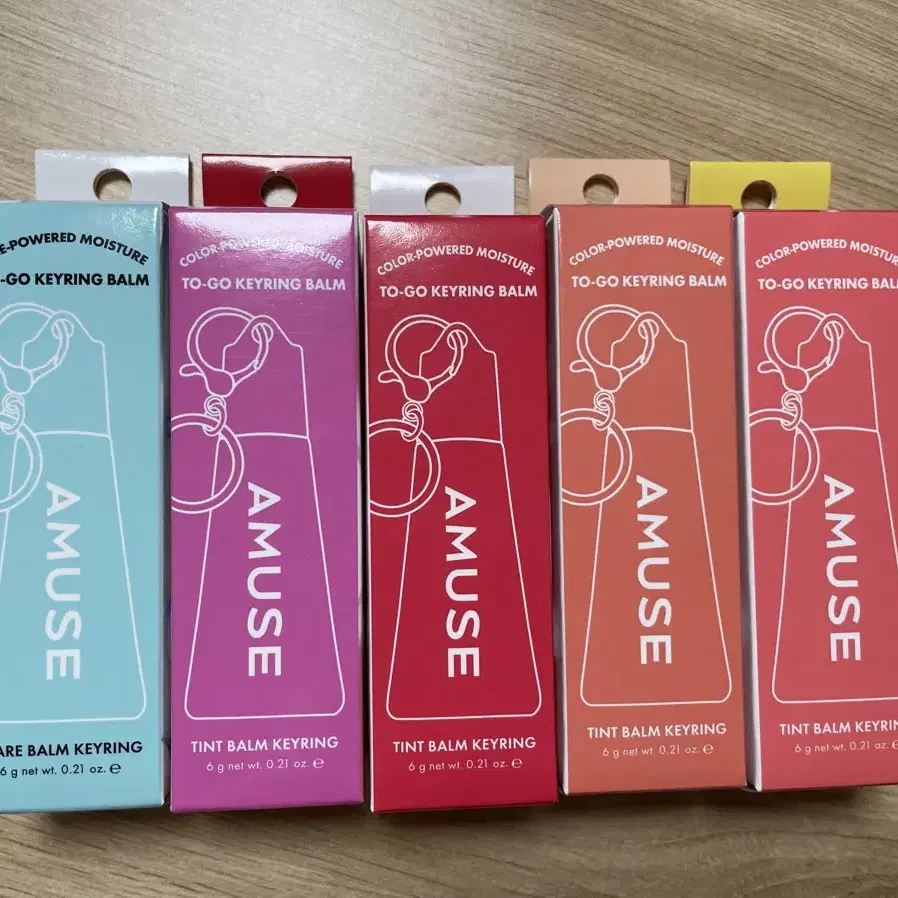 E-POWERED MOISTURE
-GO KEYRING BALM
AMUSE
ARE BALM KEYRING
6 g net wt. 0.21 oz. ℮
COLOR-POWERED MOISTURE
TO-GO KEYRING BALM
AMUSE
TINT BALM KEYRING
6 g net wt. 0.21 oz. ℮
COLOR-POWERED MOISTURE
TO-GO KEYRING BALM
AMUSE
TINT BALM KEYRING
6 g net wt. 0.21 oz. ℮
COLOR-POWERED MOISTURE
TO-GO KEYRING BALM
AMUSE
TINT BALM KEYRING
6 g net wt. 0.21 oz. ℮
COLOR-POWERED MOISTURE
TO-GO KEYRING BALM
AMUSE
TINT BALM KEYRING
6 g net wt. 0.21 oz. ℮